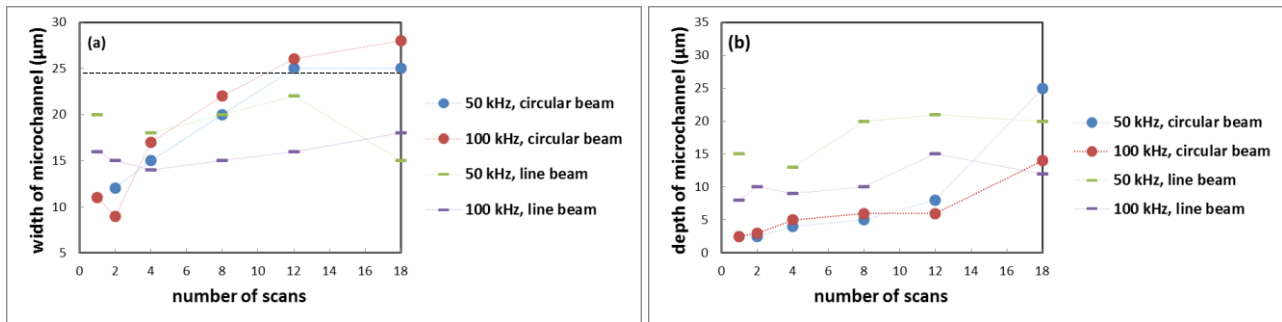 (a)
width of microchannel (µm)
30
25
20
15
10
5
0 2 4 6 8 10 12 14 16 18
number of scans
50 kHz, circular beam
100 kHz, circular beam
50 kHz, line beam
100 kHz, line beam
(b)
depth of microchannel (µm)
35
30
25
20
15
10
5
0
0 2 4 6 8 10 12 14 16 18
number of scans
50 kHz, circular beam
100 kHz, circular beam
50 kHz, line beam
100 kHz, line beam